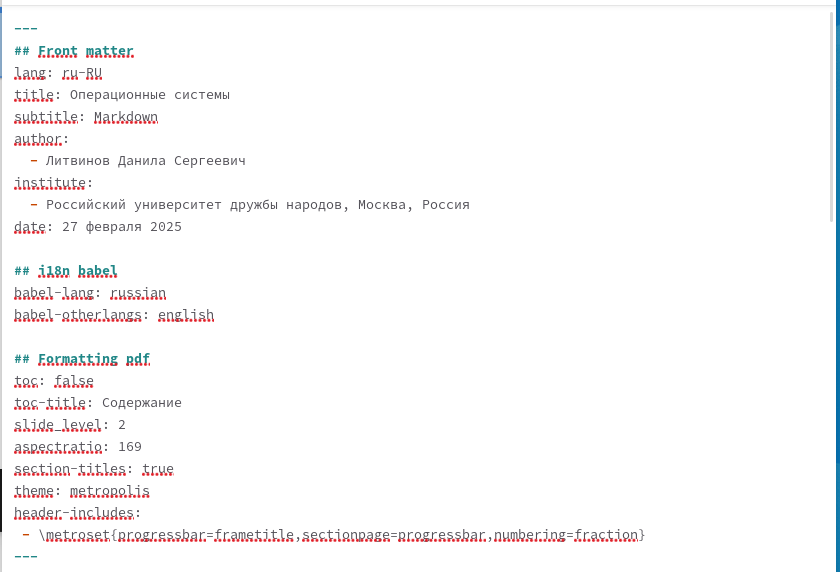 ---
## Front matter
lang: ru-RU
title: Операционные системы
subtitle: Markdown
author:
  - Литвинов Данила Сергеевич
institute:
  - Российский университет дружбы народов, Москва, Россия
date: 27 февраля 2025

## i18n babel
babel-lang: russian
babel-otherlangs: english

## Formatting pdf
toc: false
toc-title: Содержание
slide_level: 2
aspectratio: 169
section-titles: true
theme: metropolis
header-includes:
 - \metroset{progressbar=frametitle,sectionpage=progressbar,numbering=fraction}
---